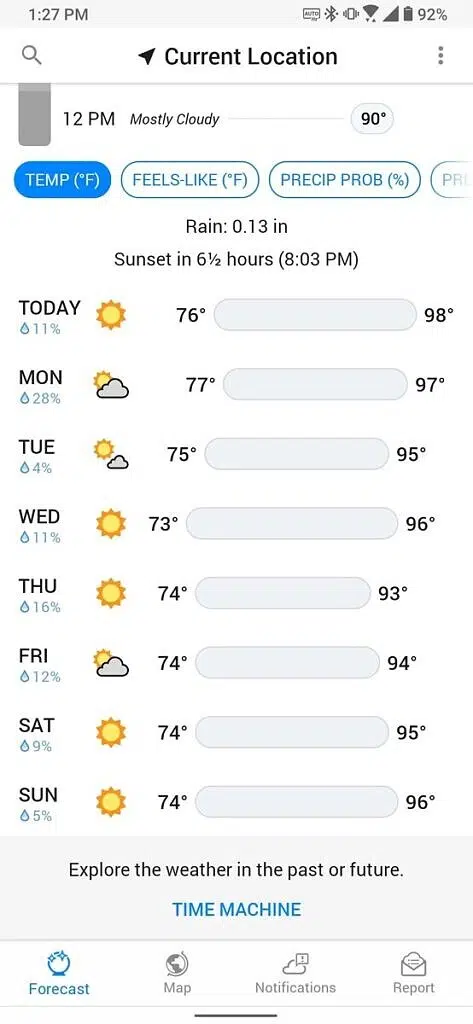 1:27 PM AUTO 92%
Current Location
12 PM Mostly Cloudy 90°
TEMP (°F) FEELS-LIKE (°F) PRECIP PROB (%)
Rain: 0.13 in
Sunset in 6½ hours (8:03 PM)
TODAY 76° 98°
11%
MON 77° 97°
28%
TUE 75° 95°
4%
WED 73° 96°
11%
THU 74° 93°
16%
FRI 74° 94°
12%
SAT 74° 95°
9%
SUN 74° 96°
5%
Explore the weather in the past or future.
TIME MACHINE
Forecast Map Notifications Report